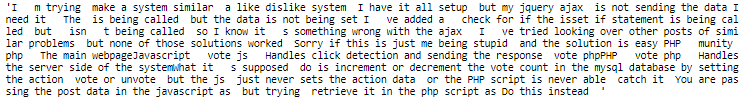 'I   m trying  make a system similar  a like dislike system  I have it all setup  but my jquery ajax  is not sending the data I need it   The  is being called  but the data is not being set I   ve added a   check for if the isset if statement is being cal
led  but   isn   t being called  so I know it   s something wrong with the ajax   I   ve tried looking over other posts of simi
lar problems  but none of those solutions worked  Sorry if this is just me being stupid  and the solution is easy PHP   munity 
php   The main webpageJavascript   vote js   Handles click detection and sending the response  vote phpPHP   vote php   Handles
the server side of the systemWhat it   s supposed  do is increment or decrement the vote count in the mysql database by setting
the action  vote or unvote  but the js  just never sets the action data  or the PHP script is never able  catch it  You are pas
sing the post data in the javascript as  but trying  retrieve it in the php script as Do this instead  '